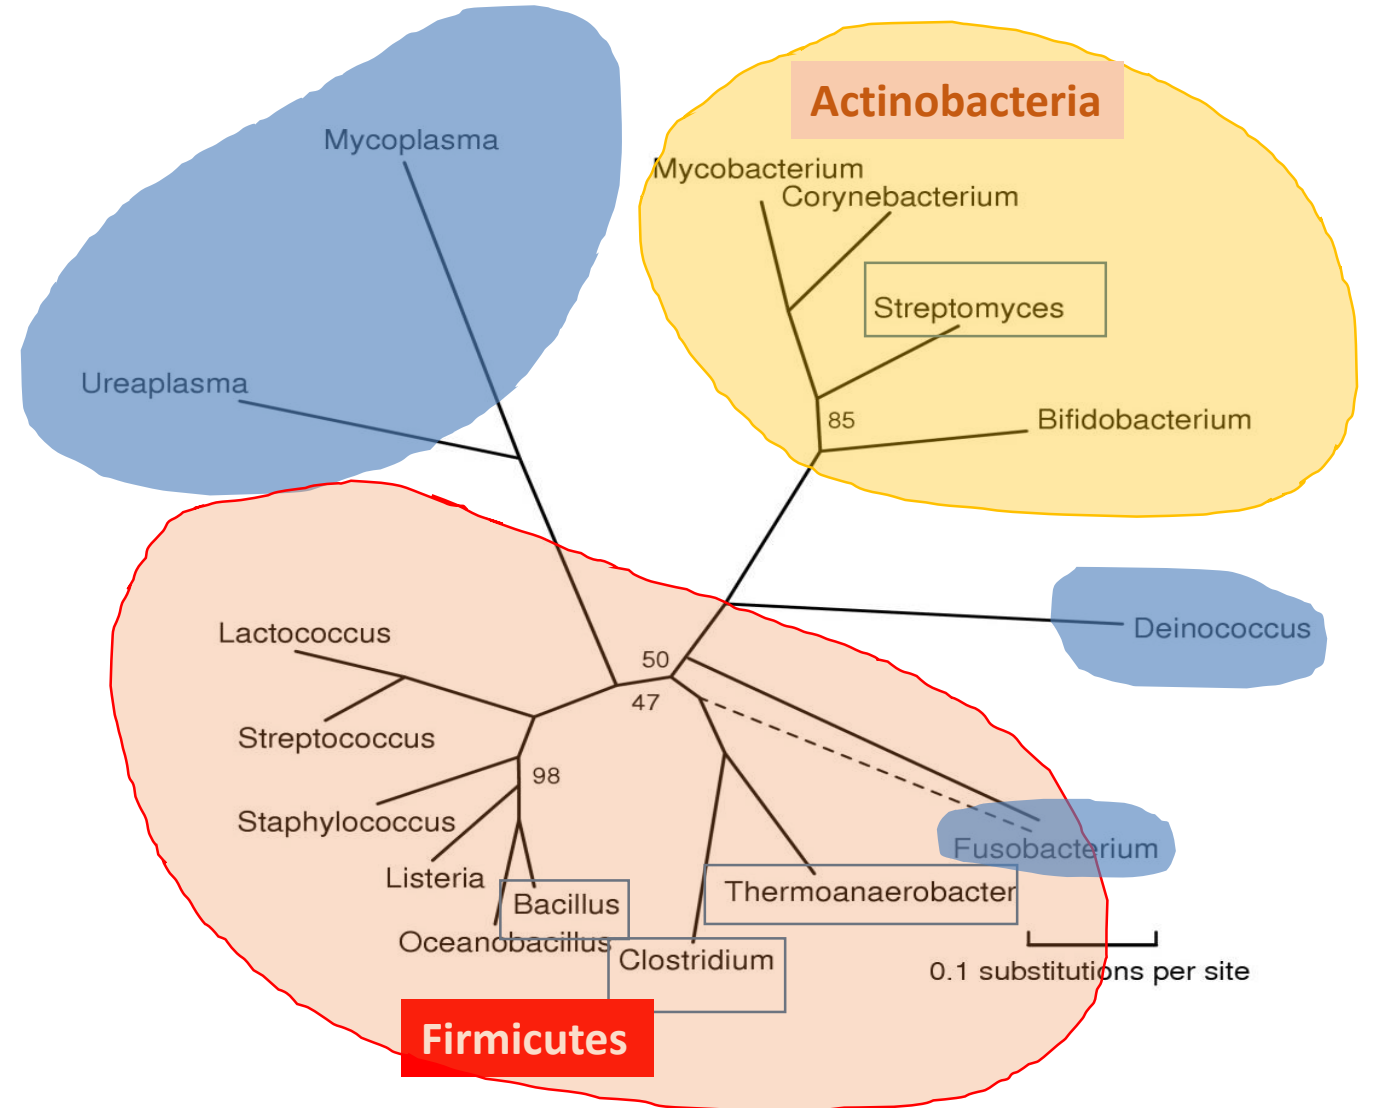 Actinobacteria
Mycoplasma
Mycobacterium
Corynebacterium
Streptomyces
Ureaplasma
85
Bifidobacterium
Lactococcus
Deinococcus
50
47
Streptococcus
98
Staphylococcus
Fusobacterium
Listeria
Thermoanaerobacter
Bacillus
Oceanobacillus
Clostridium
0.1 substitutions per site
Firmicutes